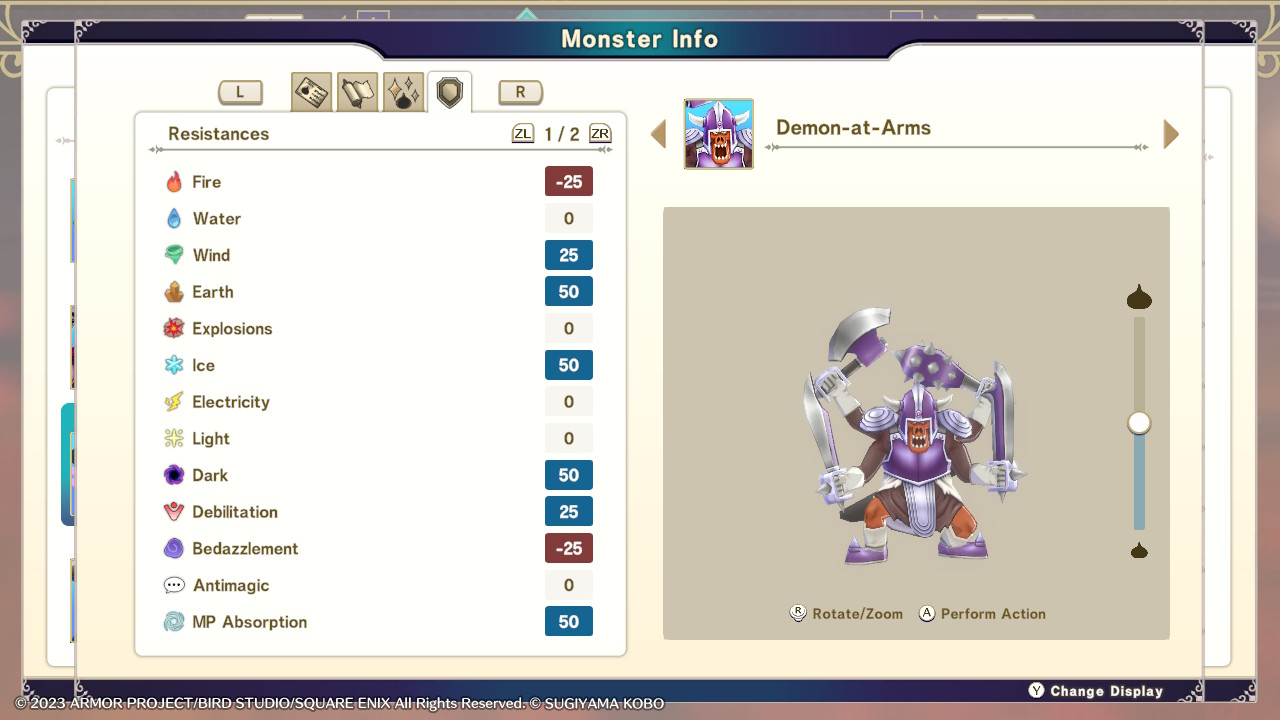 Monster Info
L
R
Resistances
ZL 1 / 2 ZR
Fire -25
Water 0
Wind 25
Earth 50
Explosions 0
Ice 50
Electricity 0
Light 0
Dark 50
Debilitation 25
Bedazzlement -25
Antimagic 0
MP Absorption 50
Demon-at-Arms
R Rotate/Zoom A Perform Action
Y Change Display
© 2023 ARMOR PROJECT/BIRD STUDIO/SQUARE ENIX All Rights Reserved. © SUGIYAMA KOBO